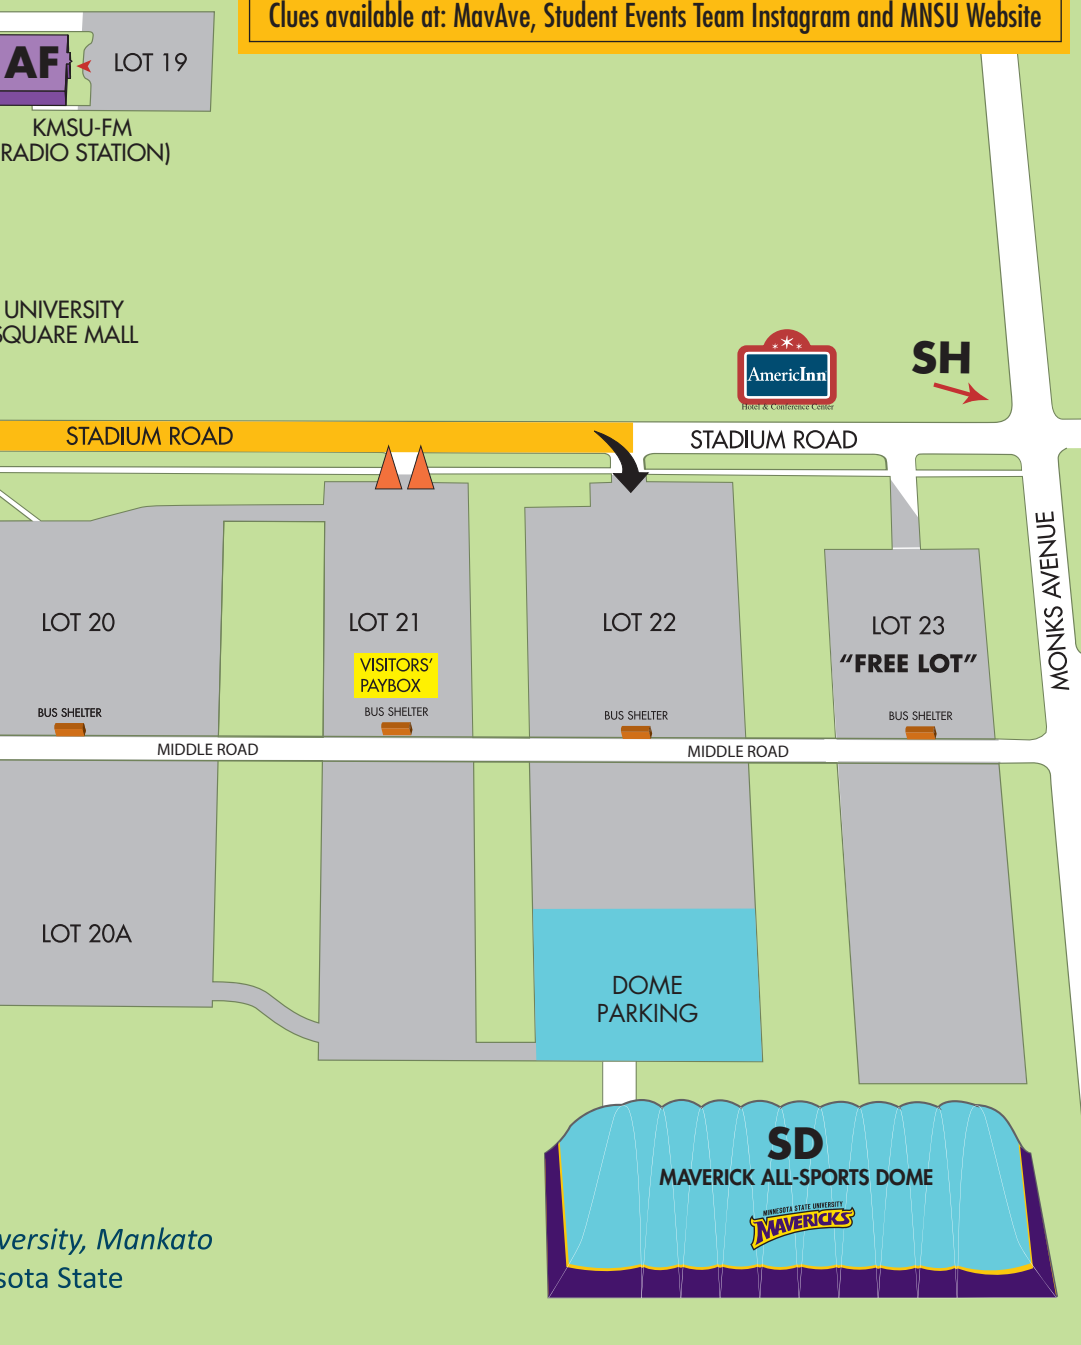 Clues available at: MavAve, Student Events Team Instagram and MNSU Website
AF
LOT 19
KMSU-FM
RADIO STATION)
UNIVERSITY
SQUARE MALL
AmericInn
Hotel & Conference Center
SH
STADIUM ROAD
STADIUM ROAD
MONKS AVENUE
LOT 20
LOT 21
LOT 22
LOT 23
"FREE LOT"
VISITORS'
PAYBOX
BUS SHELTER
BUS SHELTER
BUS SHELTER
BUS SHELTER
MIDDLE ROAD
MIDDLE ROAD
LOT 20A
DOME
PARKING
SD
MAVERICK ALL-SPORTS DOME
MINNESOTA STATE UNIVERSITY
MAVERICKS
versity, Mankato
sota State